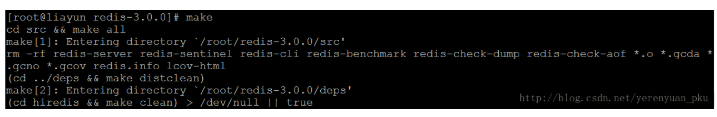 [root@liayun redis-3.0.0]# make
cd src && make all
make[1]: Entering directory `/root/redis-3.0.0/src'
rm -rf redis-server redis-sentinel redis-cli redis-benchmark redis-check-dump redis-check-aof *.o *.gcda *
.gcno *.gcov redis.info lcov-html
(cd ../deps && make distclean)
make[2]: Entering directory `/root/redis-3.0.0/deps'
(cd hiredis && make clean) > /dev/null || true
http://blog.csdn.net/yerenyuan_pku